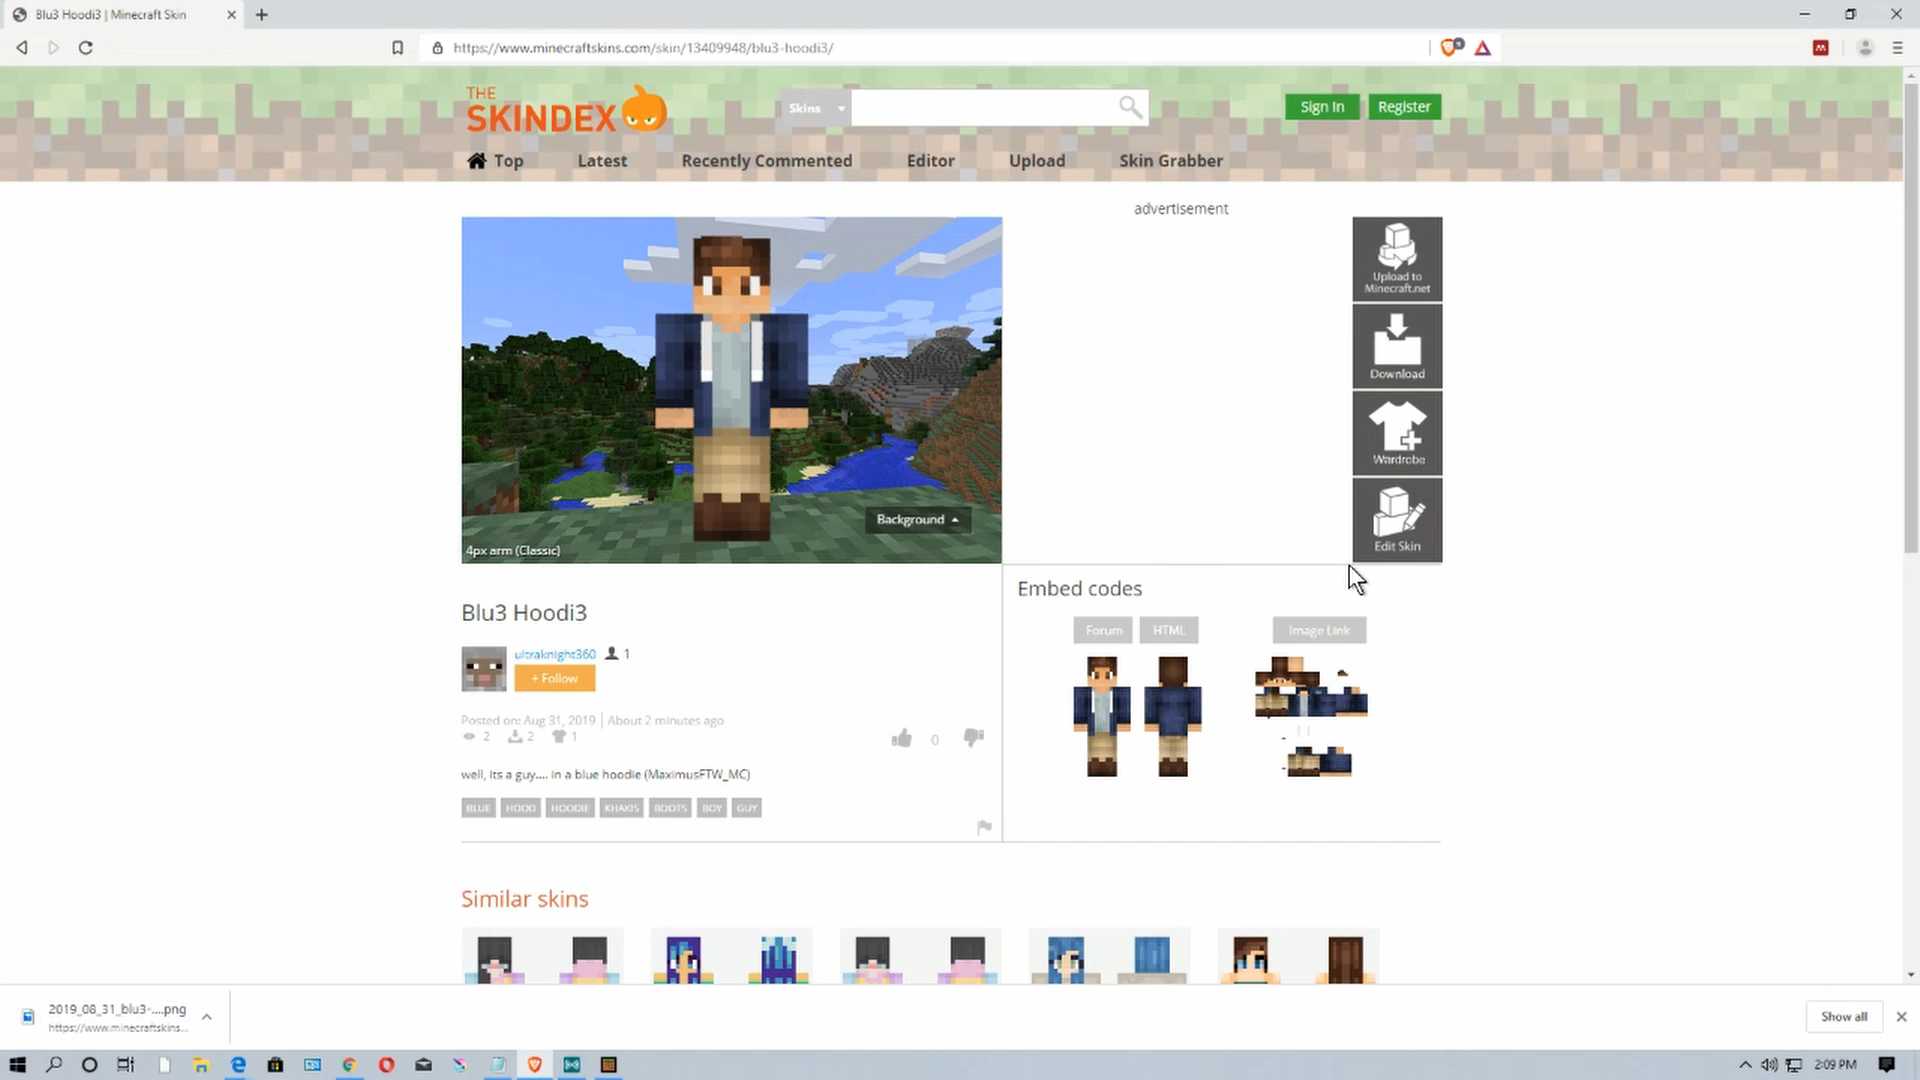 Blu3 Hoodi3 | Minecraft Skin
https://www.minecraftskins.com/skin/13409948/blu3-hoodi3/
THE
SKINDEX
Skins
Sign In
Register
Top
Latest
Recently Commented
Editor
Upload
Skin Grabber
advertisement
Upload to
Minecraft.net
Download
Wardrobe
Edit Skin
Background
4px arm (Classic)
Embed codes
Forum
HTML
Image Link
Blu3 Hoodi3
ultraknight360
1
+ Follow
Posted on: Aug 31, 2019 | About 2 minutes ago
2 2 1
0
well, its a guy.... in a blue hoodie (MaximusFTW_MC)
BLUE HOOD HOODIE KHAKIS BOOTS BOY GUY
Similar skins
2019_08_31_blu3-....png
https://www.minecraftskins...
Show all
2:09 PM